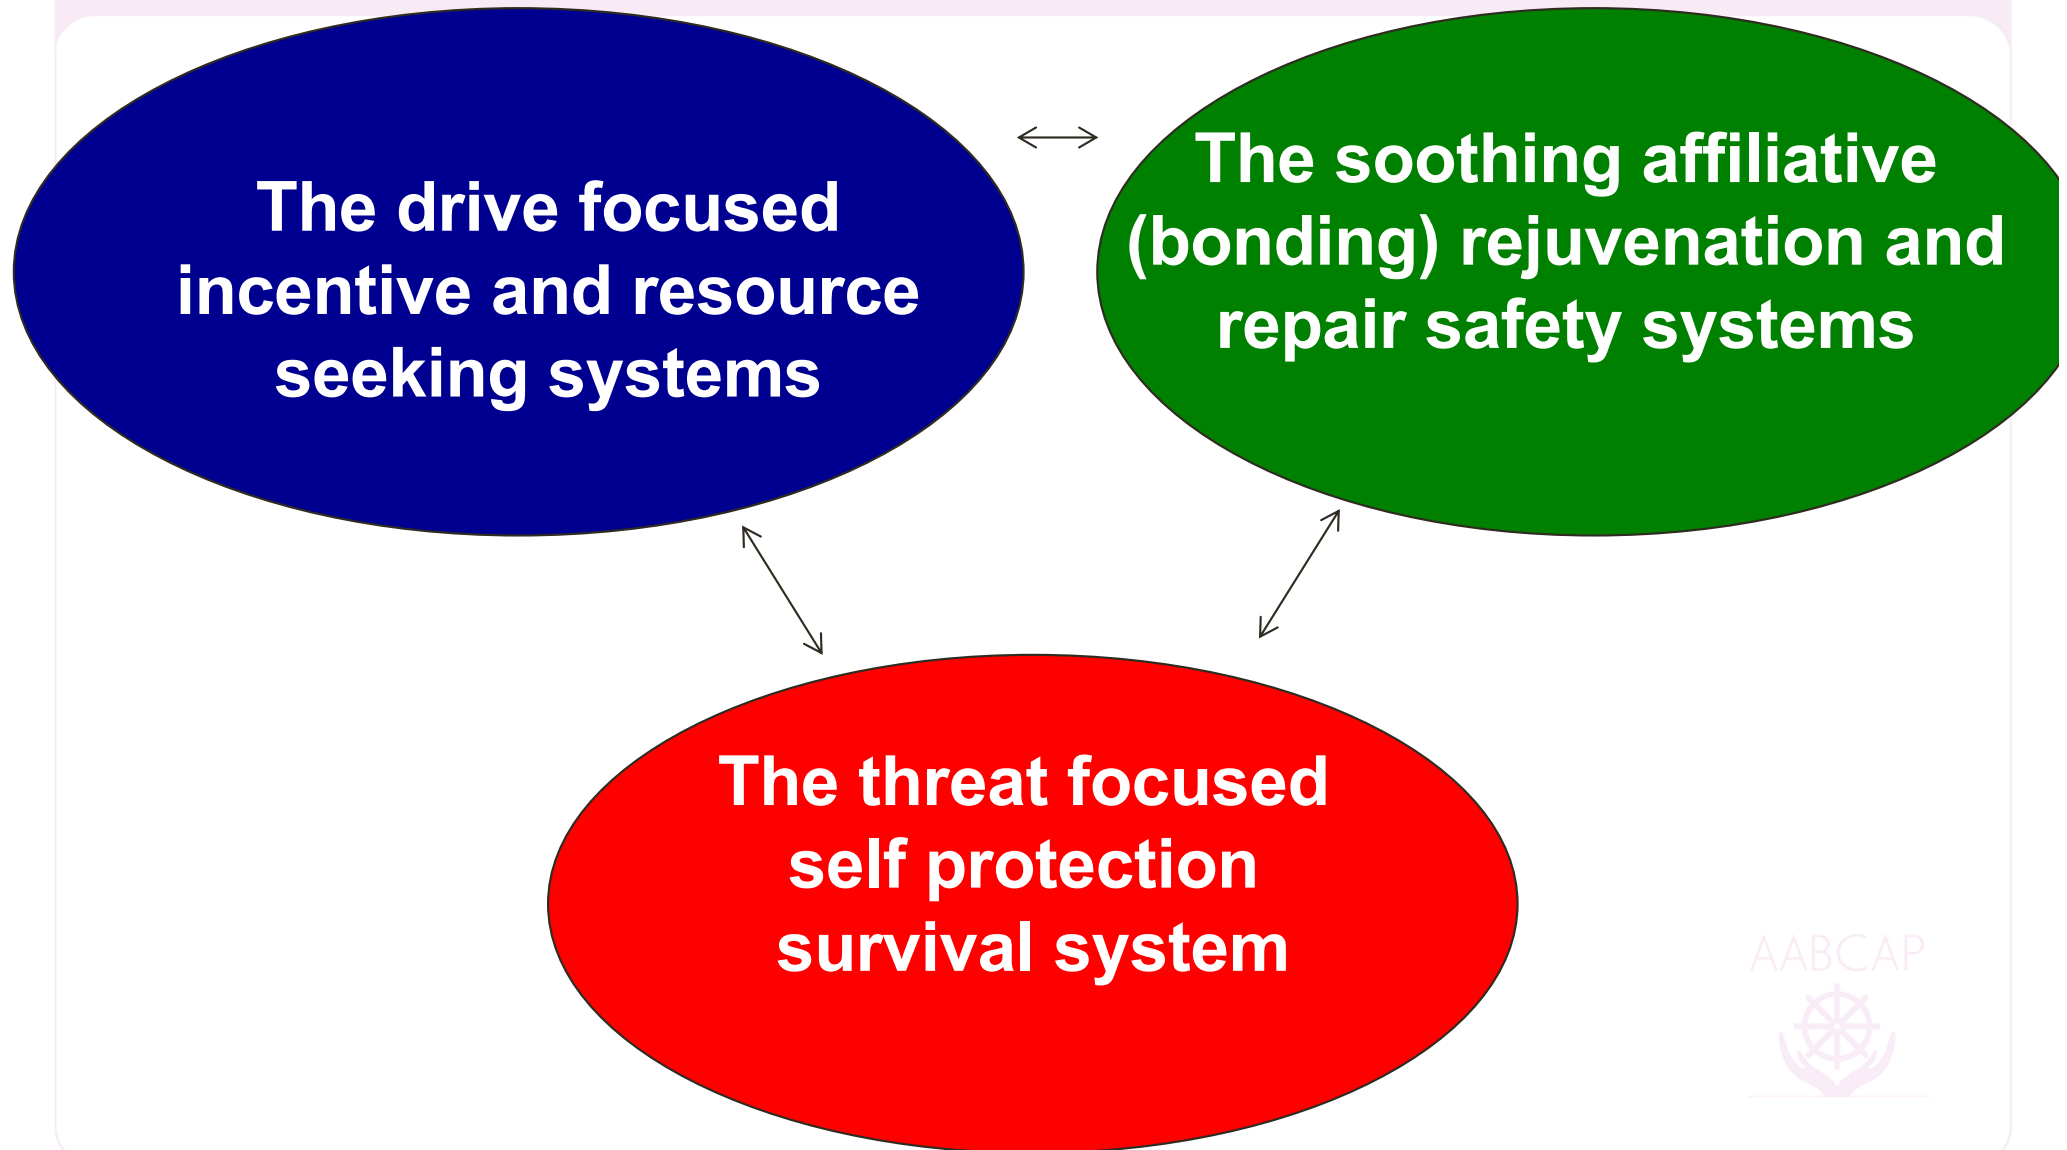 The drive focused
incentive and resource
seeking systems
The soothing affiliative
(bonding) rejuvenation and
repair safety systems
The threat focused
self protection
survival system
AABCAP